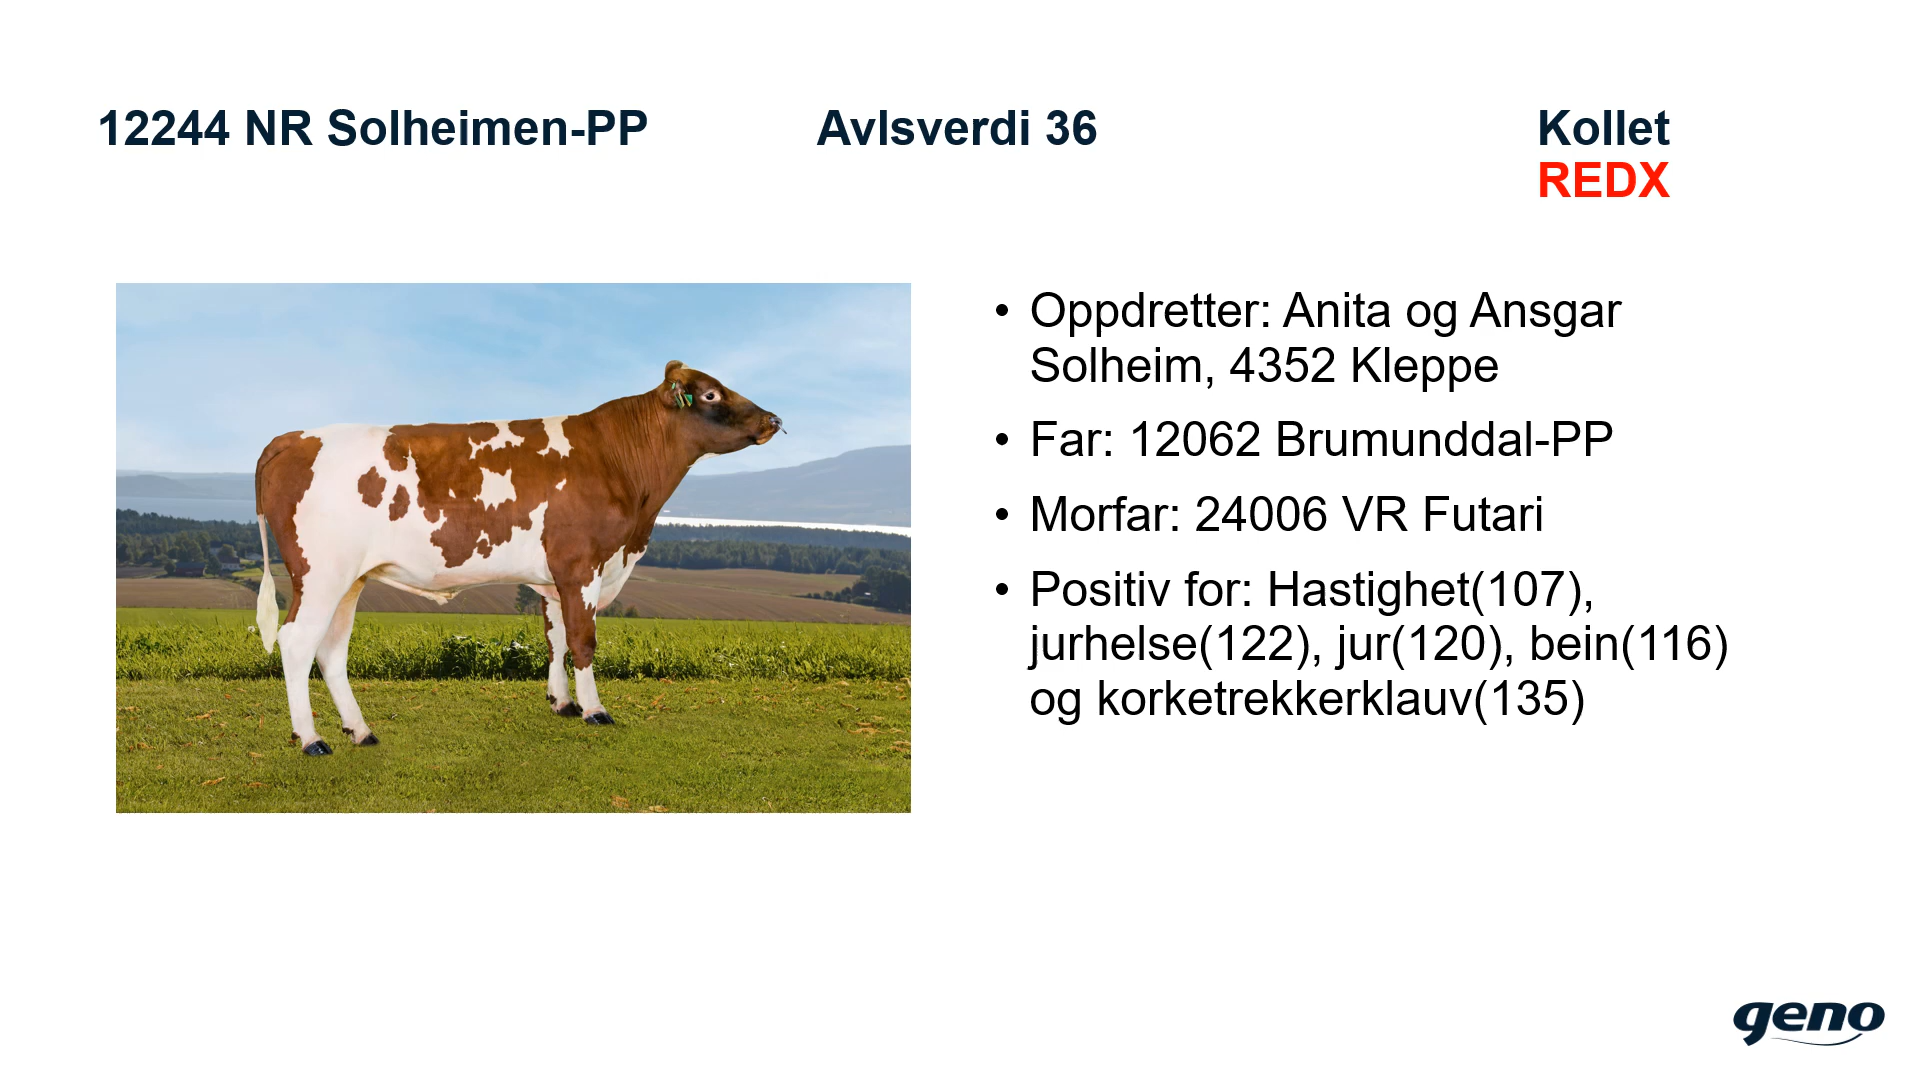 12244 NR Solheimen-PP Avlsverdi 36 Kollet
REDX
• Oppdretter: Anita og Ansgar
Solheim, 4352 Kleppe
• Far: 12062 Brumunddal-PP
• Morfar: 24006 VR Futari
• Positiv for: Hastighet(107),
jurhelse(122), jur(120), bein(116)
og korketrekkerklauv(135)
geno